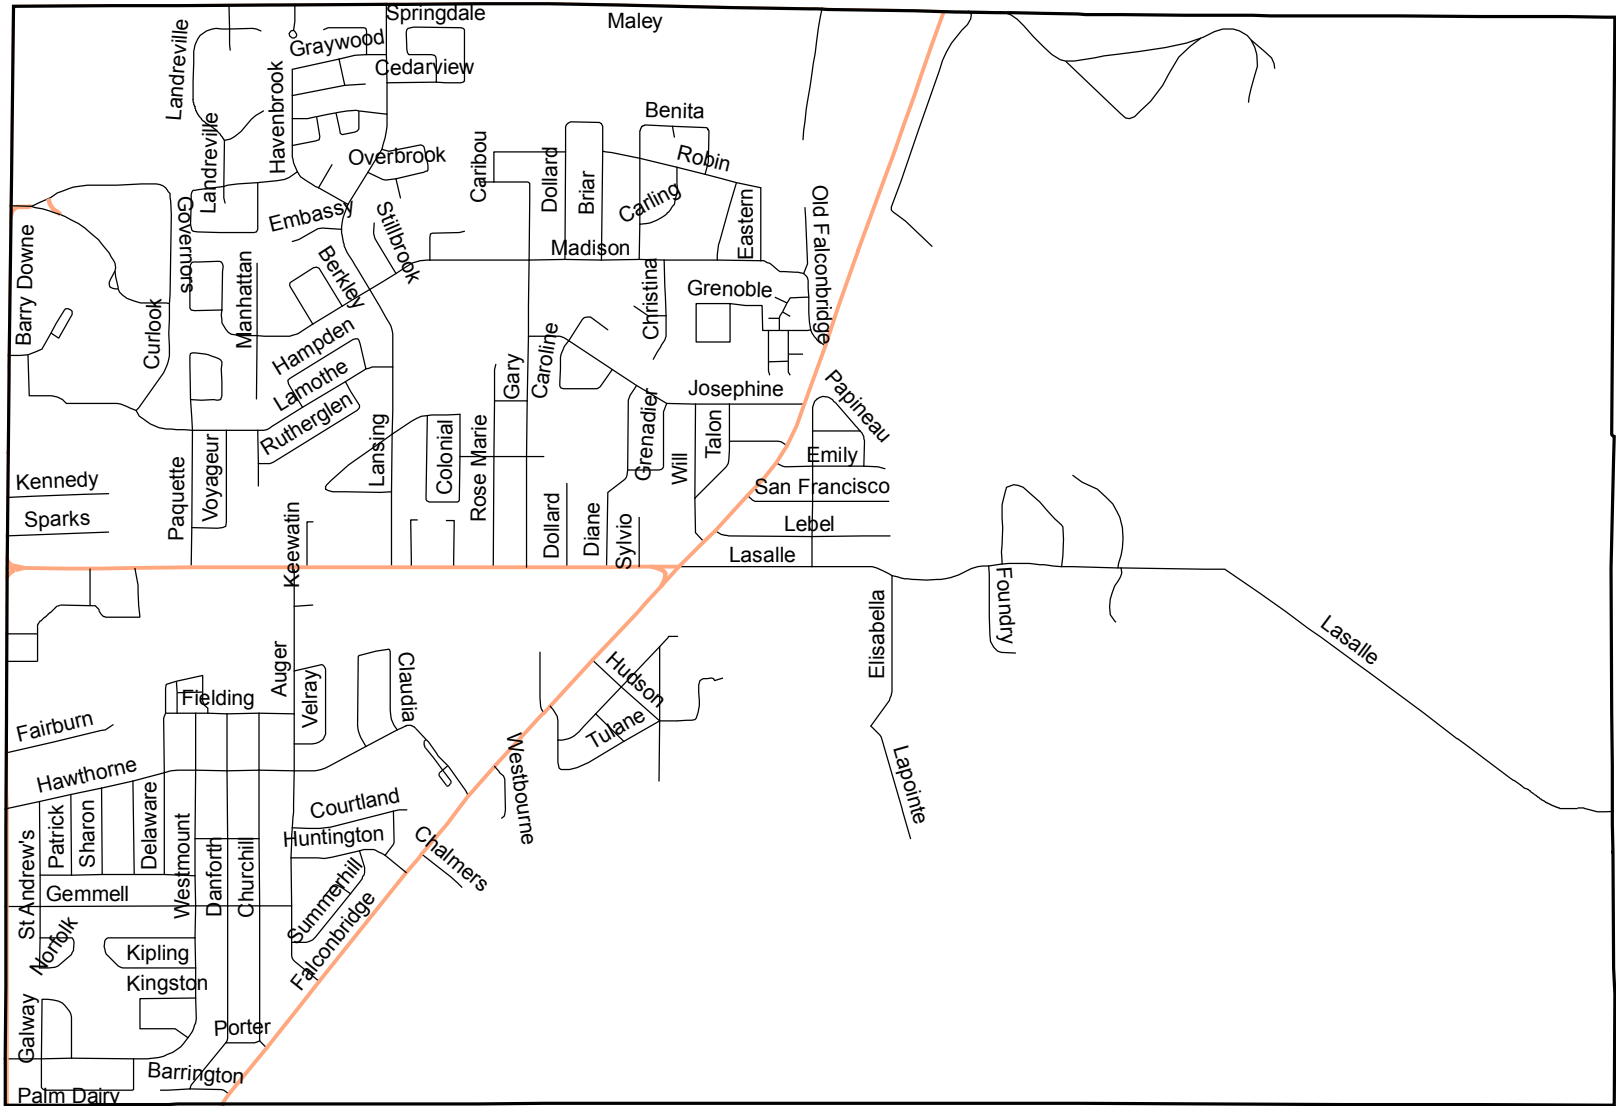 Springdale
Maley
Landreville
Graywood
Cedarview
Havenbrook
Benita
Landreville
Overbrook
Caribou
Dollard
Briar
Robin
Carling
Governors
Embassy
Stillbrook
Eastern
Old Falconbridge
Barry Downe
Manhattan
Berkley
Madison
Christina
Grenoble
Curlook
Hampden
Lamothe
Rutherglen
Gary
Caroline
Josephine
Papineau
Grenadier
Talon
Will
Lansing
Colonial
Rose Marie
Emily
San Francisco
Kennedy
Sparks
Paquette
Voyageur
Keewatin
Dollard
Diane
Sylvio
Lebel
Lasalle
Foundry
Elisabella
Lasalle
Auger
Velray
Claudia
Hudson
Tulane
Fielding
Fairburn
Hawthorne
Westbourne
Lapointe
Patrick
Sharon
Delaware
Courtland
Huntington
Chalmers
St Andrew's
Westmount
Danforth
Churchill
Gemmell
Summerhill
Falconbridge
Norfolk
Kipling
Kingston
Galway
Porter
Barrington
Palm Dairy